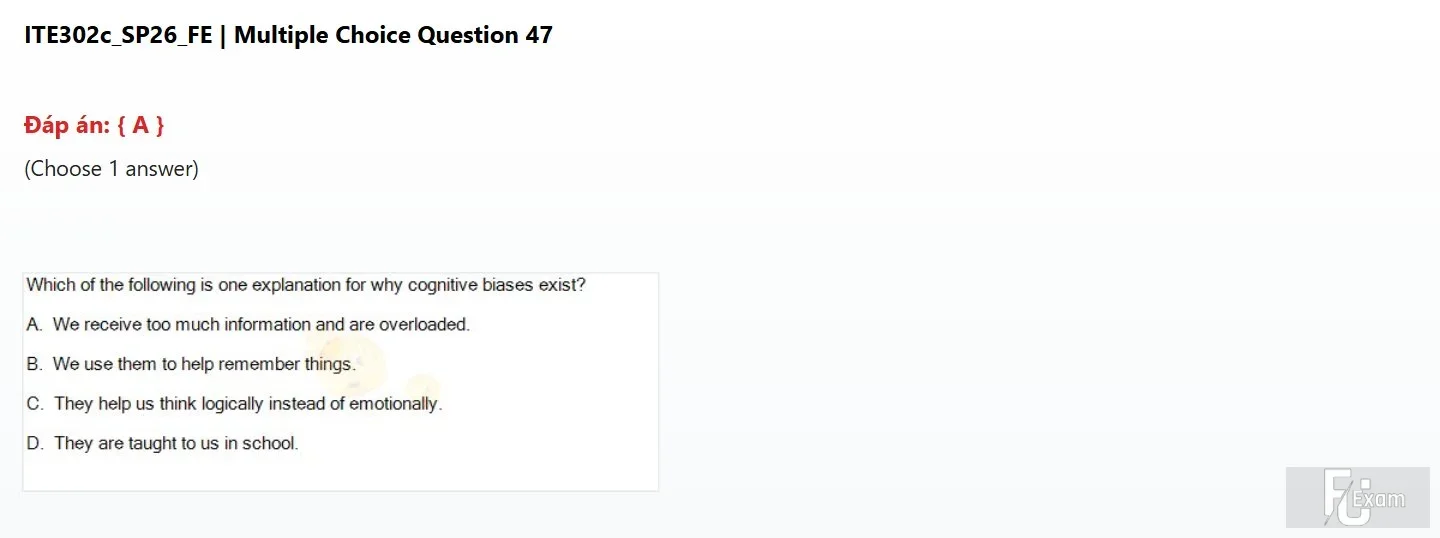 ITE302c_SP26_FE | Multiple Choice Question 47
Đáp án: { A }
(Choose 1 answer)
Which of the following is one explanation for why cognitive biases exist?
A. We receive too much information and are overloaded.
B. We use them to help remember things.
C. They help us think logically instead of emotionally.
D. They are taught to us in school.
FU Exam